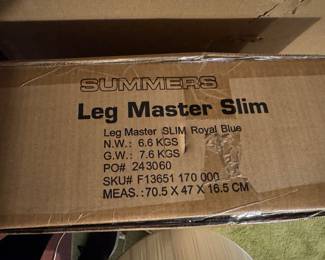 SUMMERS
Leg Master Slim
Leg Master SLIM Royal Blue
N.W.: 6.6 KGS
G.W.: 7.6 KGS
PO# 243060
SKU# F13651 170 000
MEAS.: 70.5 X 47 X 16.5 CM